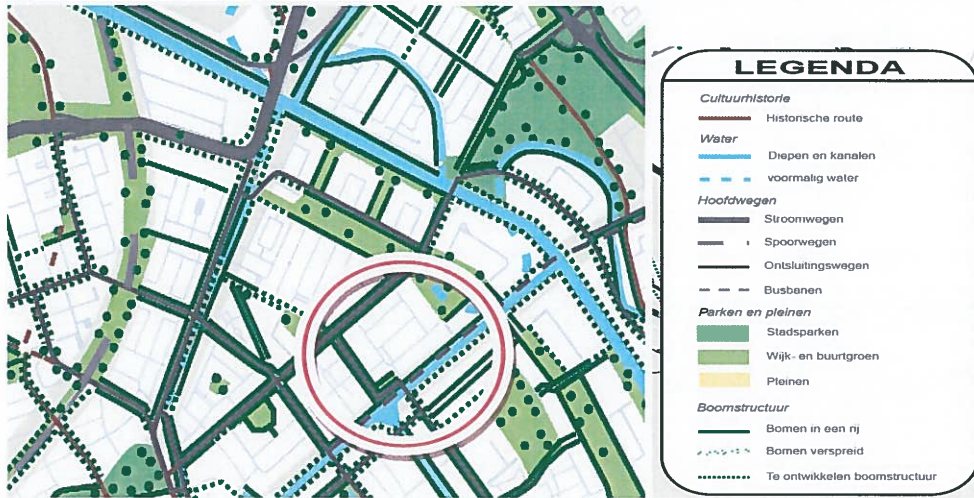 LEGENDA
Cultuurhistorie
Historische route
Water
Diepen en kanalen
voormalig water
Hoofdwegen
Stroomwegen
Spoorwegen
Ontsluitingswegen
Busbanen
Parken en pleinen
Stadsparken
Wijk- en buurtgroen
Pleinen
Boomstructuur
Bomen in een rij
Bomen verspreid
Te ontwikkelen boomstructuur